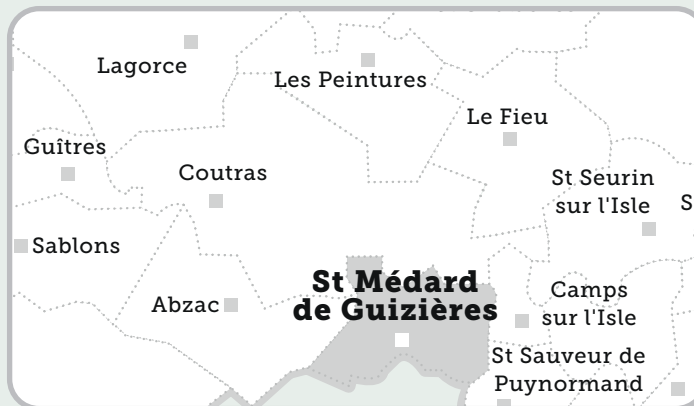 Lagorce
Les Peintures
Le Fieu
Guîtres
Coutras
St Seurin
sur l'Isle
S
Sablons
St Médard
de Guizières
Abzac
Camps
sur l'Isle
St Sauveur de
Puynormand